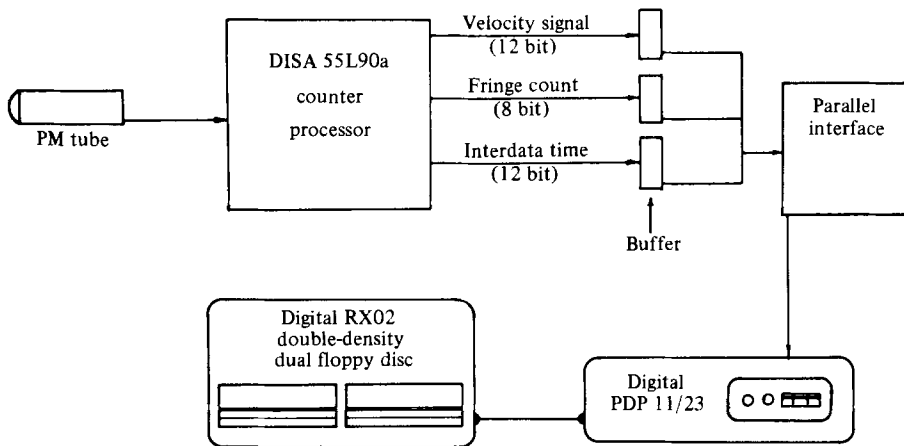 PM tube
DISA 55L90a
counter
processor
Velocity signal
(12 bit)
Fringe count
(8 bit)
Interdata time
(12 bit)
Buffer
Parallel
interface
Digital RX02
double-density
dual floppy disc
Digital
PDP 11/23